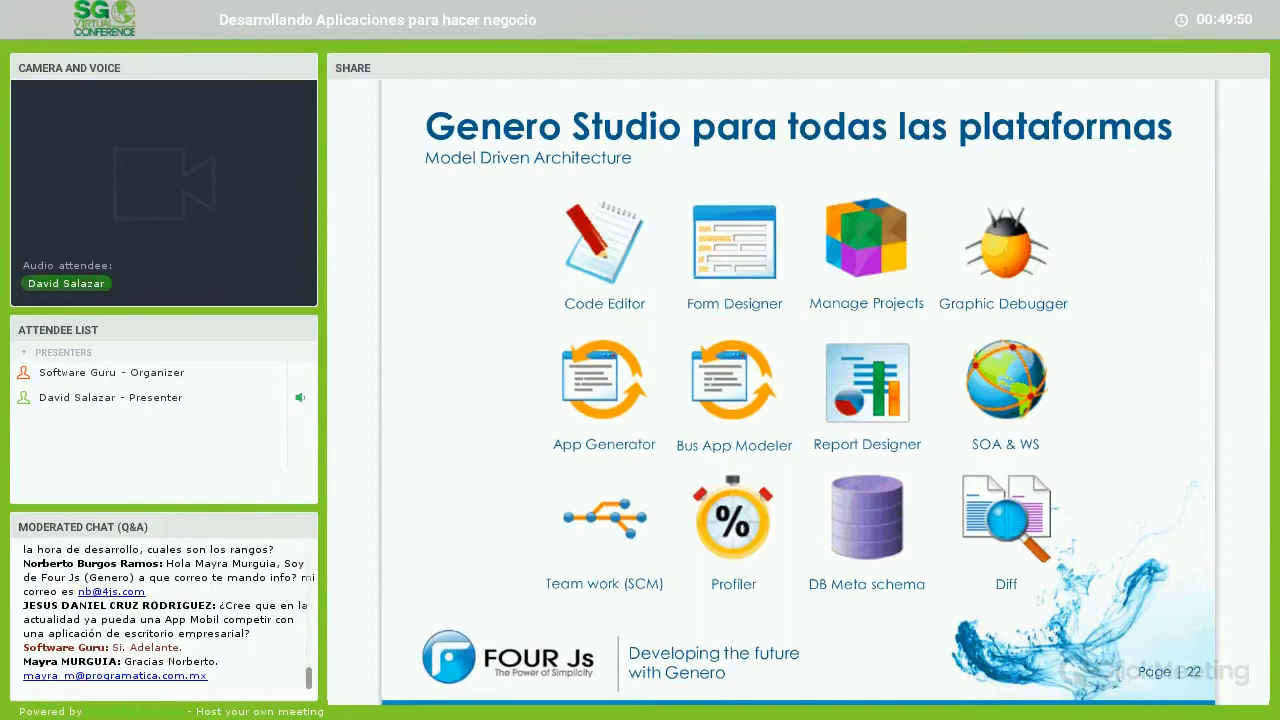 SG
VIRTUAL
CONFERENCE
Desarrollando Aplicaciones para hacer negocio
00:49:50
CAMERA AND VOICE
Audio attendee:
David Salazar
ATTENDEE LIST
PRESENTERS
Software Guru - Organizer
David Salazar - Presenter
MODERATED CHAT (Q&A)
la hora de desarrollo, cuales son los rangos?
Norberto Burgos Ramos: Hola Mayra Murguia, Soy
de Four Js (Genero) a que correo te mando info? mi
correo es nb@4js.com
JESUS DANIEL CRUZ RODRIGUEZ: ¿Cree que en la
actualidad ya pueda una App Mobil competir con
una aplicación de escritorio empresarial?
Software Guru: Si. Adelante.
Mayra MURGUIA: Gracias Norberto.
mayra_m@programatica.com.mx
Powered by
- Host your own meeting
SHARE
Genero Studio para todas las plataformas
Model Driven Architecture
Code Editor
Form Designer
Manage Projects
Graphic Debugger
App Generator
Bus App Modeler
Report Designer
SOA & WS
%
Team work (SCM)
Profiler
DB Meta schema
Diff
FOUR Js
The Power of Simplicity
Developing the future
with Genero
Page | 22